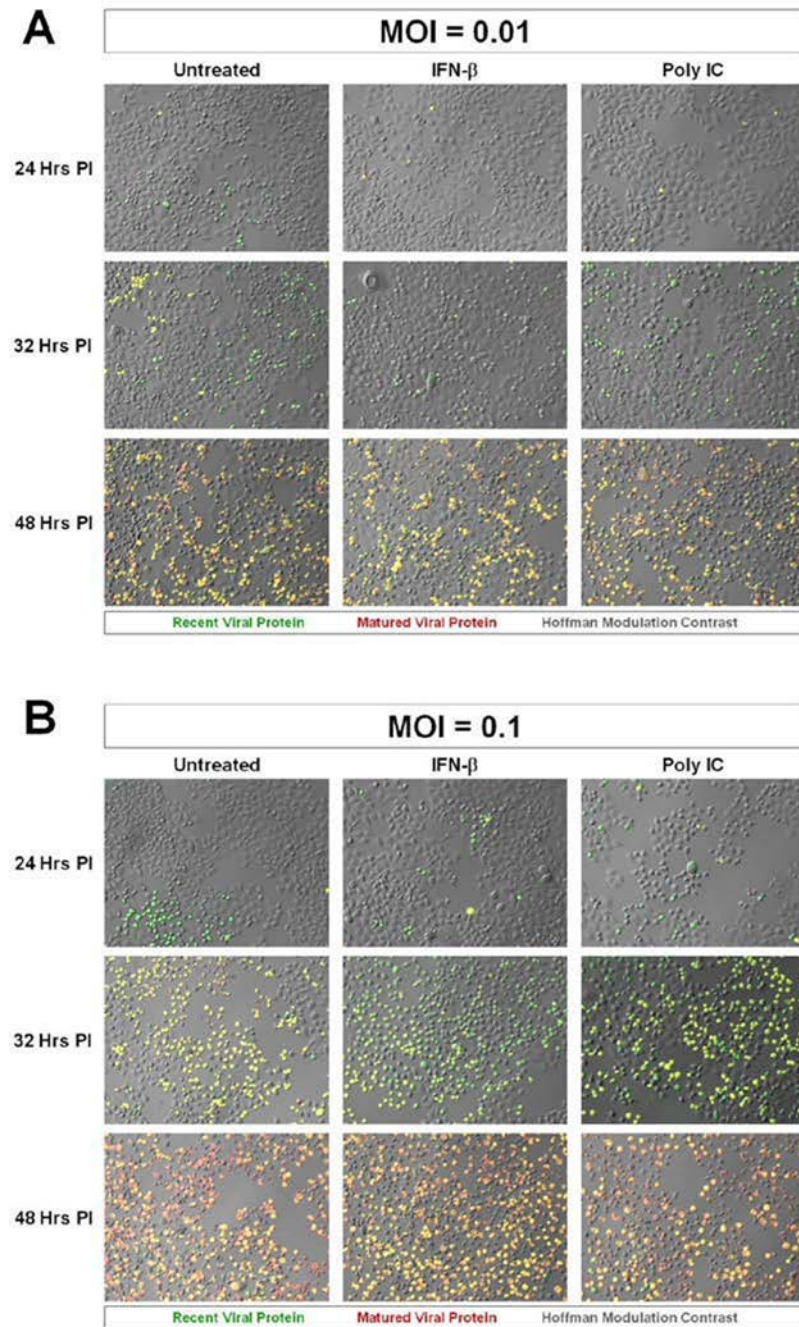 A
MOI = 0.01
Untreated IFN-β Poly IC
24 Hrs PI
32 Hrs PI
48 Hrs PI
Recent Viral Protein Matured Viral Protein Hoffman Modulation Contrast
B
MOI = 0.1
Untreated IFN-β Poly IC
24 Hrs PI
32 Hrs PI
48 Hrs PI
Recent Viral Protein Matured Viral Protein Hoffman Modulation Contrast